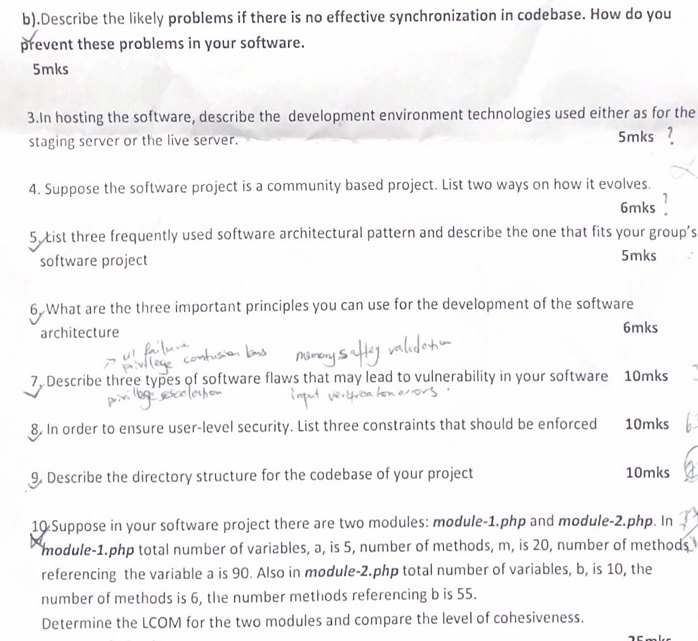 b).Describe the likely problems if there is no effective synchronization in codebase. How do you
prevent these problems in your software.
5mks
3.In hosting the software, describe the development environment technologies used either as for the
staging server or the live server. 5mks ?
4. Suppose the software project is a community based project. List two ways on how it evolves.
6mks ?
5. List three frequently used software architectural pattern and describe the one that fits your group's
software project 5mks
6. What are the three important principles you can use for the development of the software
architecture 6mks
→ UI failure
privilege confusion bugs memory safety validation
7. Describe three types of software flaws that may lead to vulnerability in your software 10mks
privilege input errors.
8. In order to ensure user-level security. List three constraints that should be enforced 10mks
9. Describe the directory structure for the codebase of your project 10mks
10.Suppose in your software project there are two modules: module-1.php and module-2.php. In
module-1.php total number of variables, a, is 5, number of methods, m, is 20, number of methods
referencing the variable a is 90. Also in module-2.php total number of variables, b, is 10, the
number of methods is 6, the number methods referencing b is 55.
Determine the LCOM for the two modules and compare the level of cohesiveness.
25mks